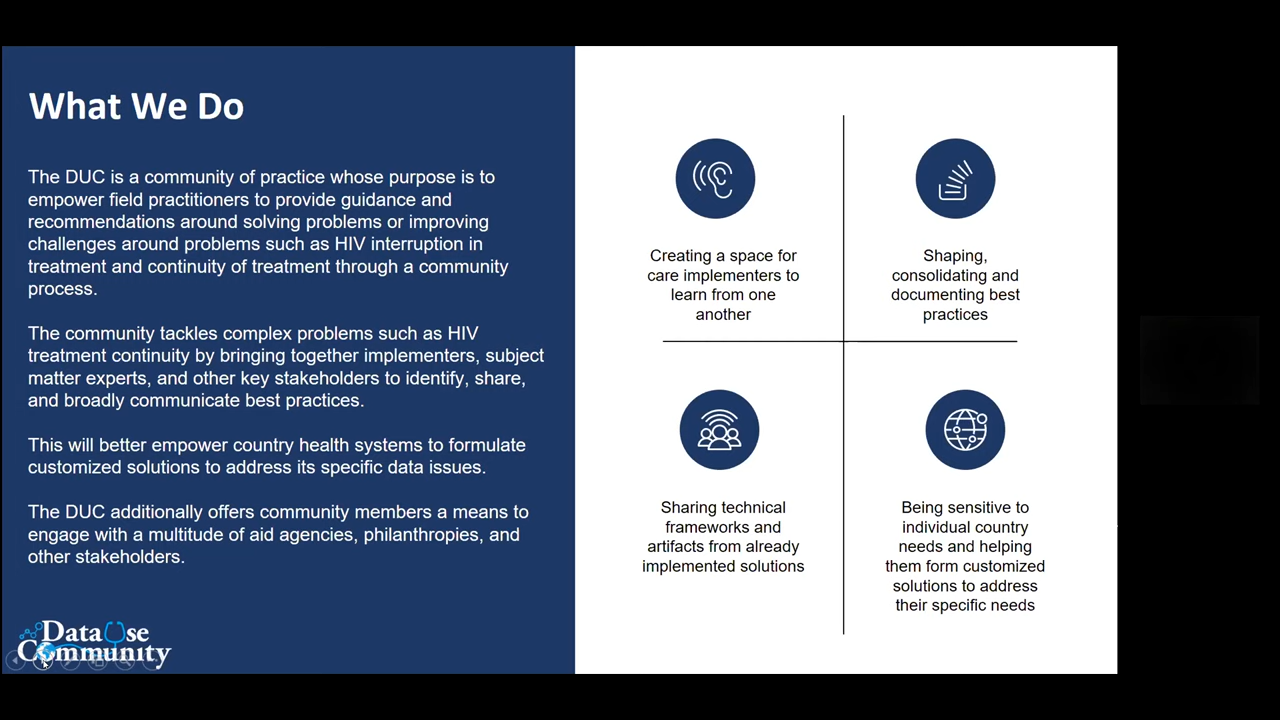 What We Do
The DUC is a community of practice whose purpose is to
empower field practitioners to provide guidance and
recommendations around solving problems or improving
challenges around problems such as HIV interruption in
treatment and continuity of treatment through a community
process.
The community tackles complex problems such as HIV
treatment continuity by bringing together implementers, subject
matter experts, and other key stakeholders to identify, share,
and broadly communicate best practices.
This will better empower country health systems to formulate
customized solutions to address its specific data issues.
The DUC additionally offers community members a means to
engage with a multitude of aid agencies, philanthropies, and
other stakeholders.
Data Use
Community
Creating a space for
care implementers to
learn from one
another
Shaping,
consolidating and
documenting best
practices
Sharing technical
frameworks and
artifacts from already
implemented solutions
Being sensitive to
individual country
needs and helping
them form customized
solutions to address
their specific needs